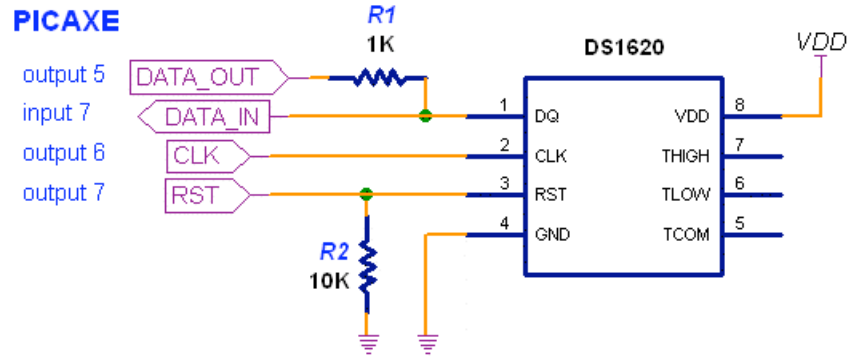 PICAXE
R1
1K
DS1620
VDD
output 5
DATA_OUT
input 7
DATA_IN
1
DQ
VDD
8
output 6
CLK
2
CLK
THIGH
7
output 7
RST
3
RST
TLOW
6
4
GND
TCOM
5
R2
10K